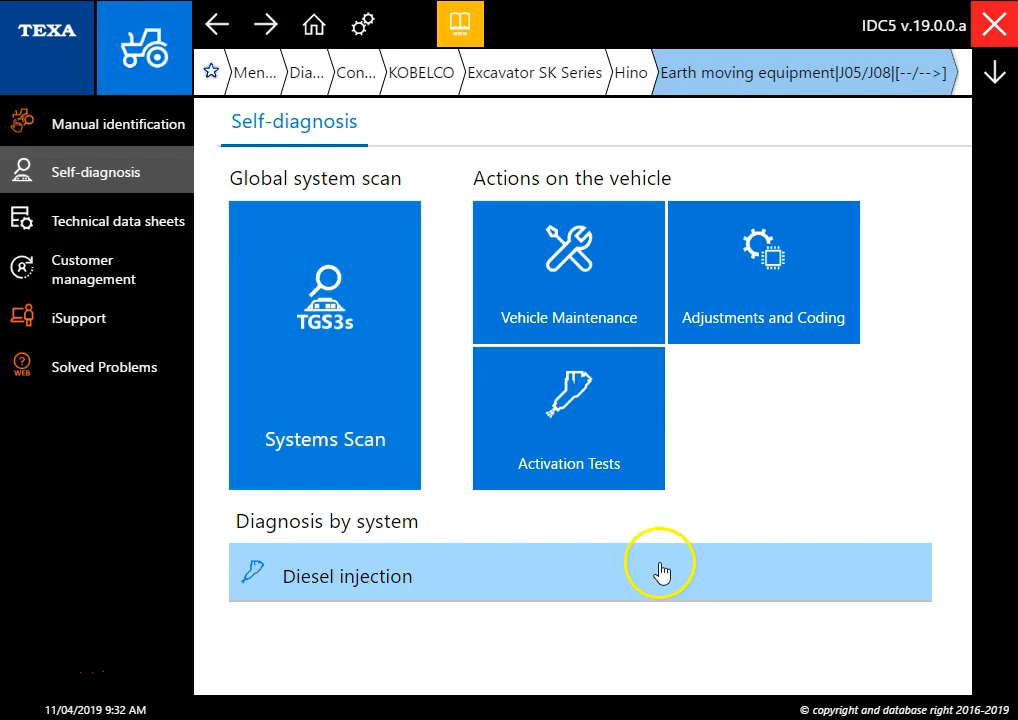 TEXA
IDC5 v.19.0.0.a
Men... Dia... Con... KOBELCO Excavator SK Series Hino Earth moving equipment|J05/J08|[--/-->]
Manual identification
Self-diagnosis
Technical data sheets
Customer
management
iSupport
WEB
Solved Problems
Self-diagnosis
Global system scan
TGS3s
Systems Scan
Actions on the vehicle
Vehicle Maintenance
Adjustments and Coding
Activation Tests
Diagnosis by system
Diesel injection
11/04/2019 9:32 AM
© copyright and database right 2016-2019